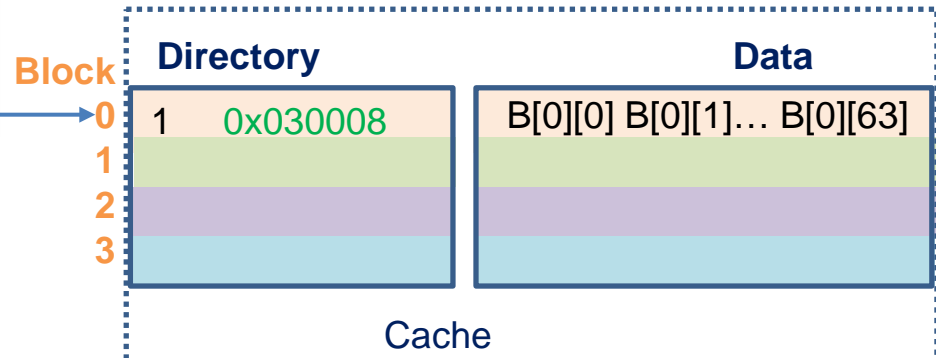 Directory Data
Block
0 1 0x030008 B[0][0] B[0][1]… B[0][63]
1
2
3
Cache